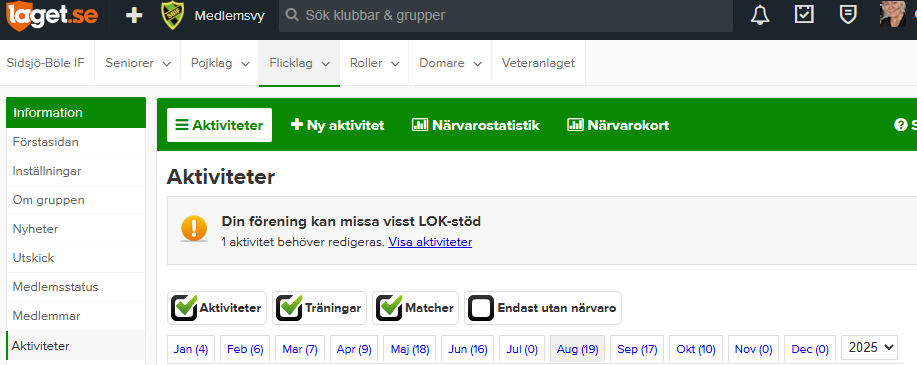 laget.se Medlemsvy Sök klubbar & grupper
Sidsjö-Böle IF Seniorer Pojklag Flicklag Roller Domare Veteranlaget
Information
Förstasidan
Inställningar
Om gruppen
Nyheter
Utskick
Medlemsstatus
Medlemmar
Aktiviteter
Aktiviteter Ny aktivitet Närvarostatistik Närvarokort
Aktiviteter
Din förening kan missa visst LOK-stöd
1 aktivitet behöver redigeras. Visa aktiviteter
Aktiviteter Träningar Matcher Endast utan närvaro
Jan (4) Feb (6) Mar (7) Apr (9) Maj (18) Jun (16) Jul (0) Aug (19) Sep (17) Okt (10) Nov (0) Dec (0) 2025